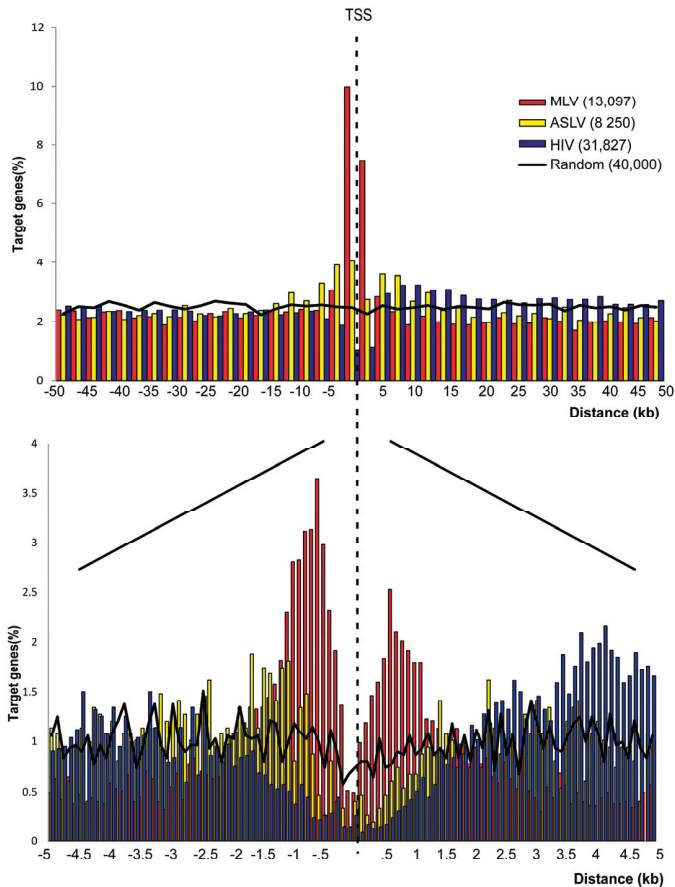 TSS
12
10
8
6
4
2
0
Target genes(%)
MLV (13,097)
ASLV (8 250)
HIV (31,827)
Random (40,000)
-50 -45 -40 -35 -30 -25 -20 -15 -10 -5 5 10 15 20 25 30 35 40 45 50
Distance (kb)
4
3.5
3
2.5
2
1.5
1
0.5
0
Target genes(%)
-5 -4.5 -4 -3.5 -3 -2.5 -2 -1.5 -1 -.5 .5 1 1.5 2 2.5 3 3.5 4 4.5 5
Distance (kb)